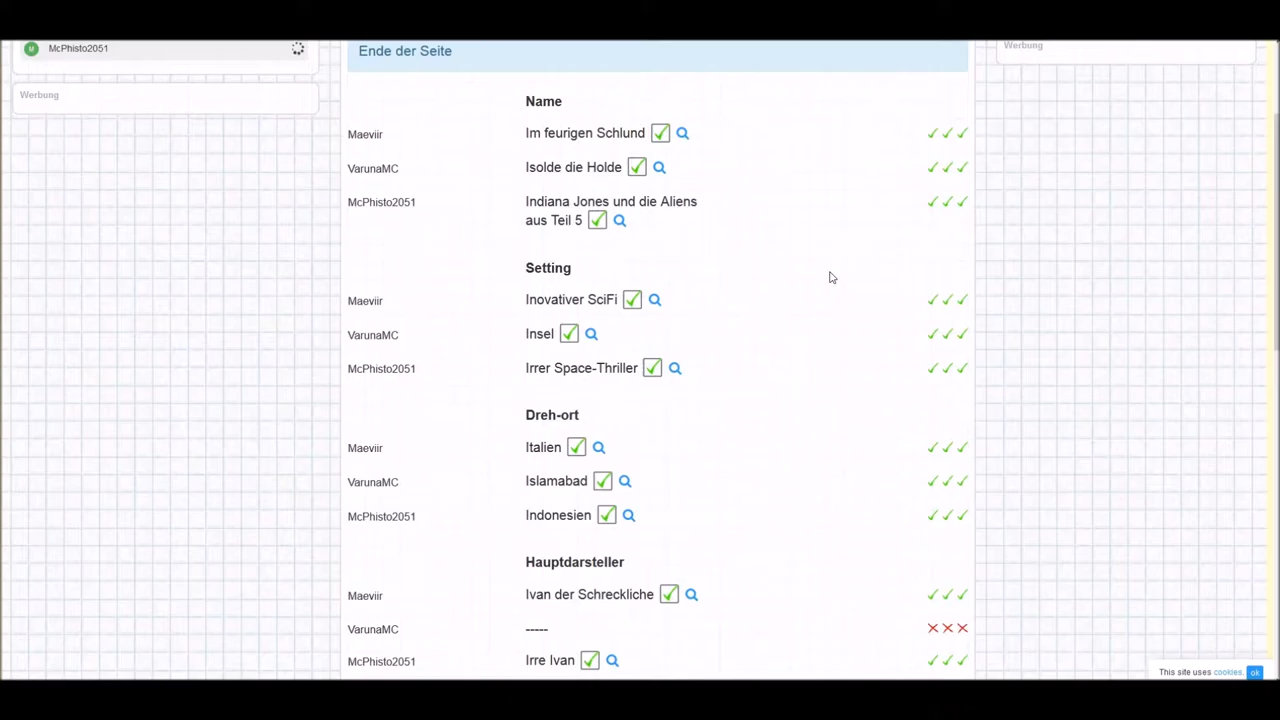 M McPhisto2051
Ende der Seite
Werbung
Werbung
Name
Maeviir Im feurigen Schlund
VarunaMC Isolde die Holde
McPhisto2051 Indiana Jones und die Aliens
aus Teil 5
Setting
Maeviir Inovativer SciFi
VarunaMC Insel
McPhisto2051 Irrer Space-Thriller
Dreh-ort
Maeviir Italien
VarunaMC Islamabad
McPhisto2051 Indonesien
Hauptdarsteller
Maeviir Ivan der Schreckliche
VarunaMC -----
McPhisto2051 Irre Ivan
This site uses cookies. ok